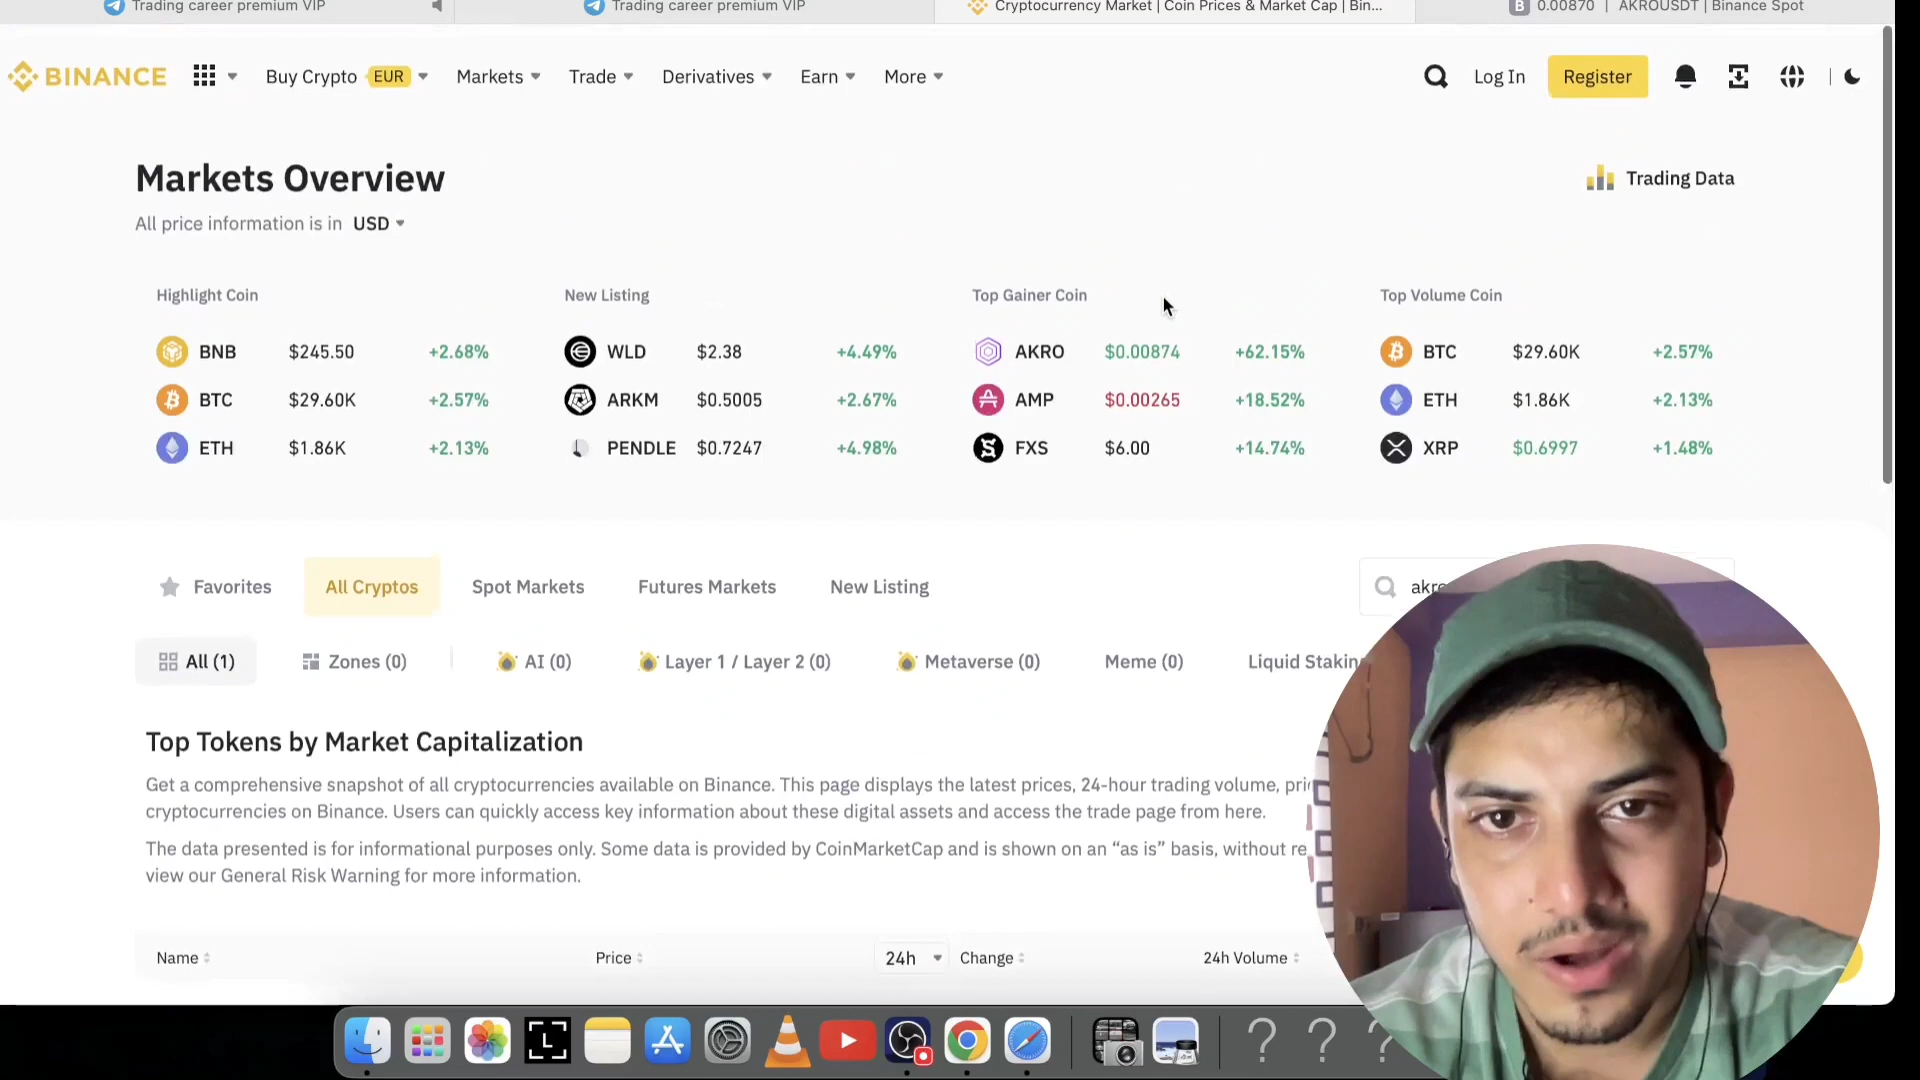 Trading career premium VIP
Trading career premium VIP
Cryptocurrency Market | Coin Prices & Market Cap | Bin...
B 0.00870 | AKROUSDT | Binance Spot
BINANCE
Buy Crypto EUR
Markets
Trade
Derivatives
Earn
More
Log In
Register
Markets Overview
Trading Data
All price information is in USD
Highlight Coin
BNB $245.50 +2.68%
BTC $29.60K +2.57%
ETH $1.86K +2.13%
New Listing
WLD $2.38 +4.49%
ARKM $0.5005 +2.67%
PENDLE $0.7247 +4.98%
Top Gainer Coin
AKRO $0.00874 +62.15%
AMP $0.00265 +18.52%
FXS $6.00 +14.74%
Top Volume Coin
BTC $29.60K +2.57%
ETH $1.86K +2.13%
XRP $0.6997 +1.48%
Favorites
All Cryptos
Spot Markets
Futures Markets
New Listing
All (1)
Zones (0)
AI (0)
Layer 1 / Layer 2 (0)
Metaverse (0)
Meme (0)
Liquid
Top Tokens by Market Capitalization
Get a comprehensive snapshot of all cryptocurrencies available on Binance. This page displays the latest prices, 24-hour trading volume,
cryptocurrencies on Binance. Users can quickly access key information about these digital assets and access the trade page from here.
The data presented is for informational purposes only. Some data is provided by CoinMarketCap and is shown on an “as is” basis, without
view our General Risk Warning for more information.
Name
Price
24h
Change
24h Volume
L
? ? ?